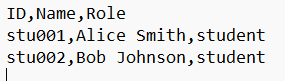 ID,Name,Role
stu001,Alice Smith,student
stu002,Bob Johnson,student